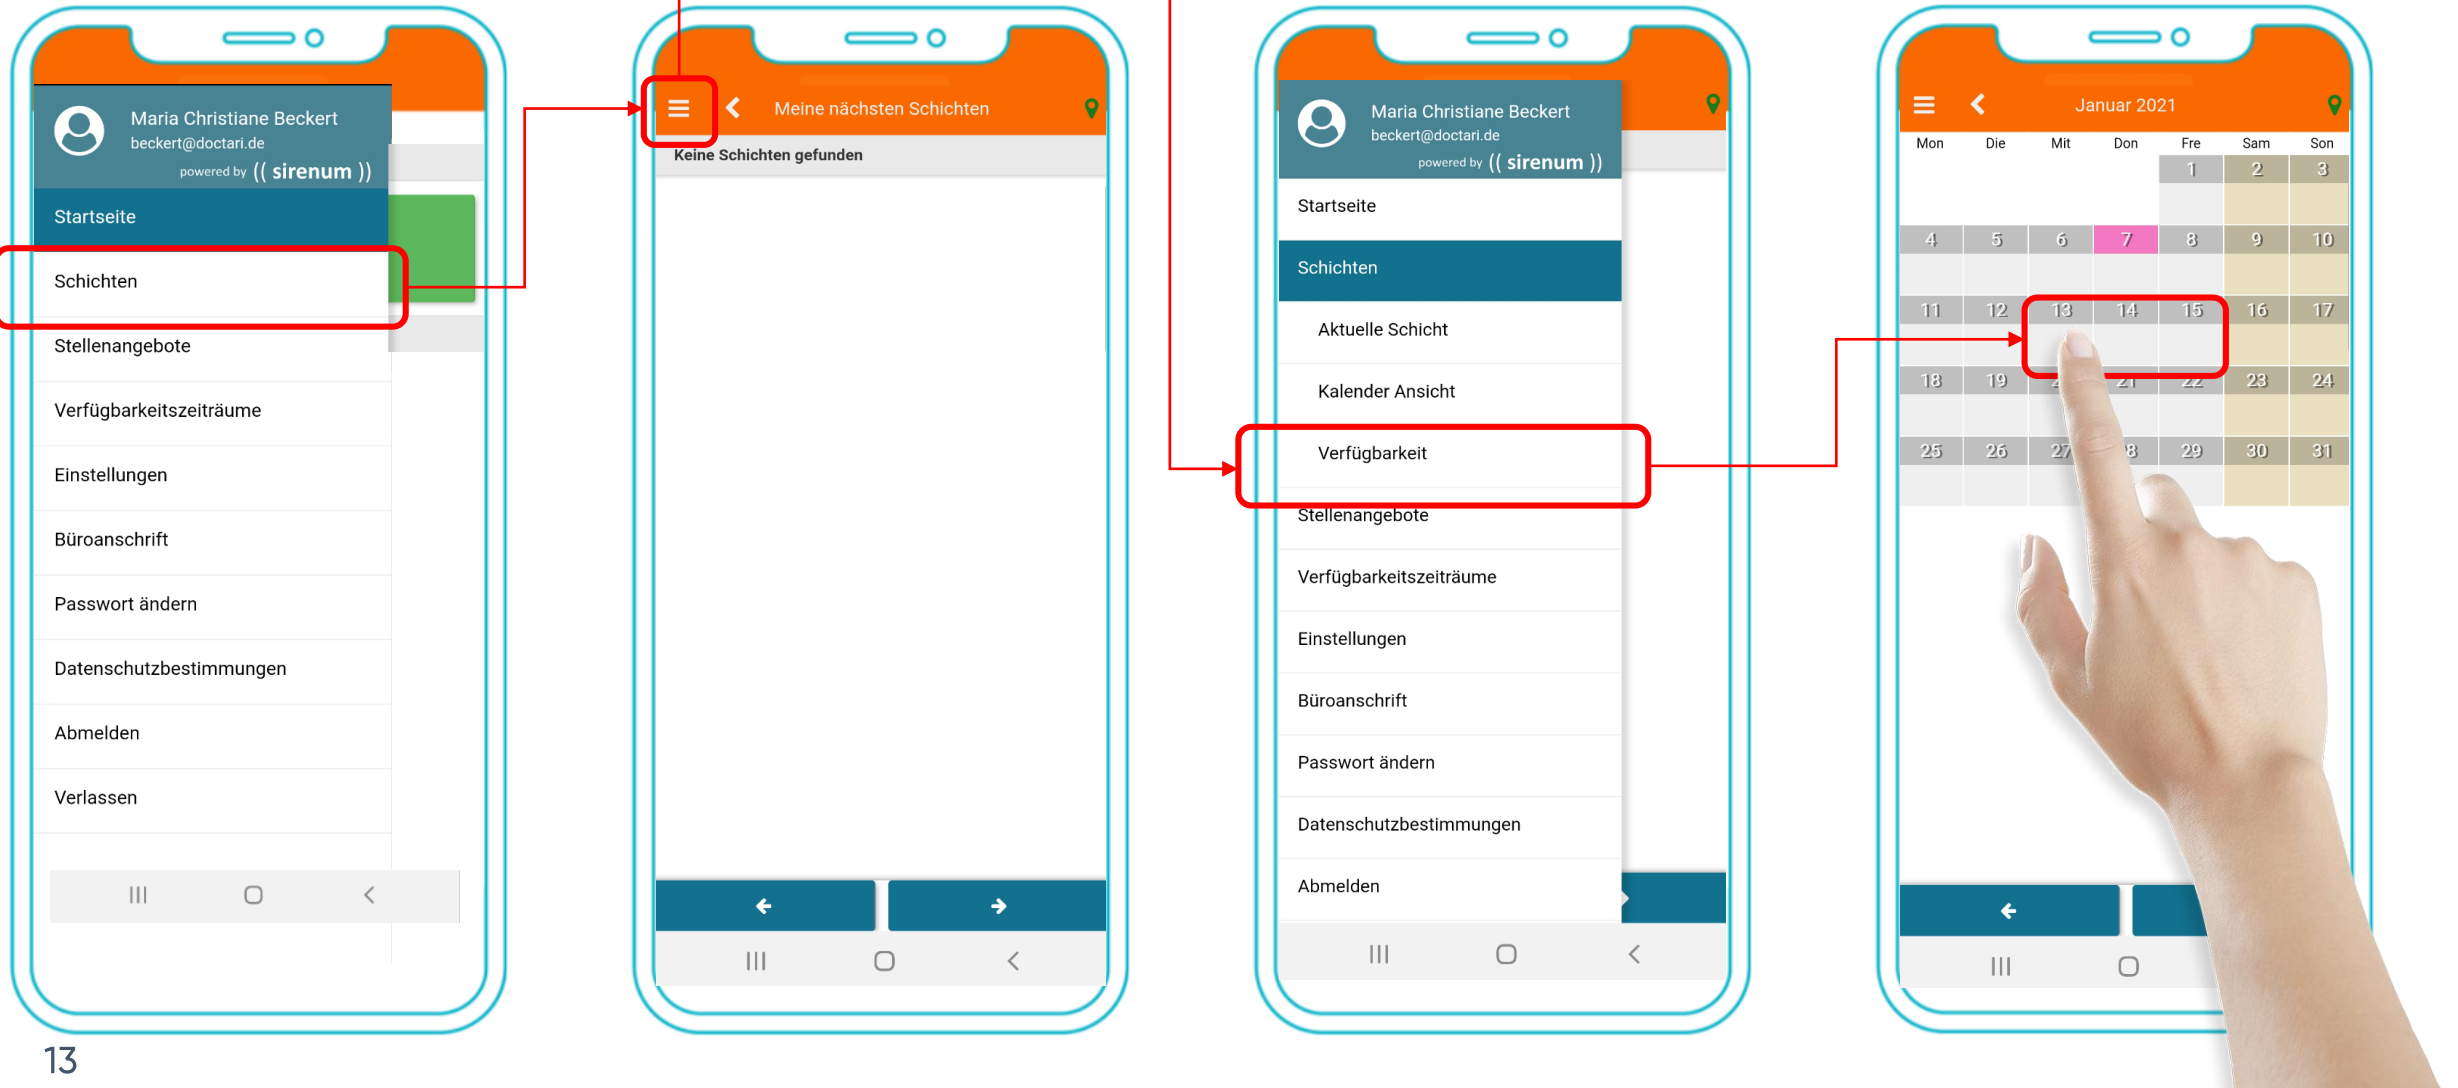 Maria Christiane Beckert
beckert@doctari.de
powered by (( sirenum ))
Startseite
Schichten
Stellenangebote
Verfügbarkeitszeiträume
Einstellungen
Büroanschrift
Passwort ändern
Datenschutzbestimmungen
Abmelden
Verlassen
Meine nächsten Schichten
Keine Schichten gefunden
Maria Christiane Beckert
beckert@doctari.de
powered by (( sirenum ))
Startseite
Schichten
Aktuelle Schicht
Kalender Ansicht
Verfügbarkeit
Stellenangebote
Verfügbarkeitszeiträume
Einstellungen
Büroanschrift
Passwort ändern
Datenschutzbestimmungen
Abmelden
Januar 2021
Mon Die Mit Don Fre Sam Son
1 2 3
4 5 6 7 8 9 10
11 12 13 14 15 16 17
18 19 21 22 23 24
25 26 27 29 30 31
13